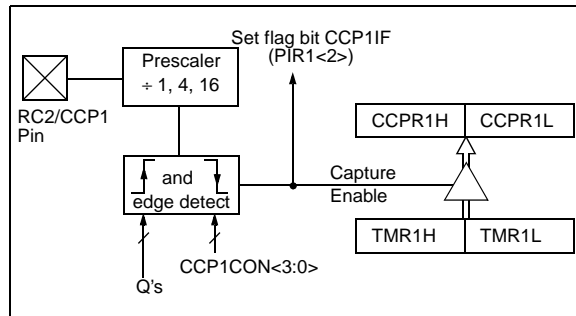 Set flag bit CCP1IF
(PIR1<2>)
Prescaler
÷ 1, 4, 16
RC2/CCP1
Pin
CCPR1H
CCPR1L
and
edge detect
Capture
Enable
TMR1H
TMR1L
CCP1CON<3:0>
Q's